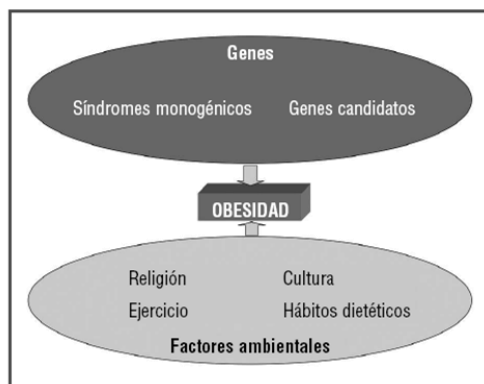 Genes
Síndromes monogénicos Genes candidatos
OBESIDAD
Religión Cultura
Ejercicio Hábitos dietéticos
Factores ambientales